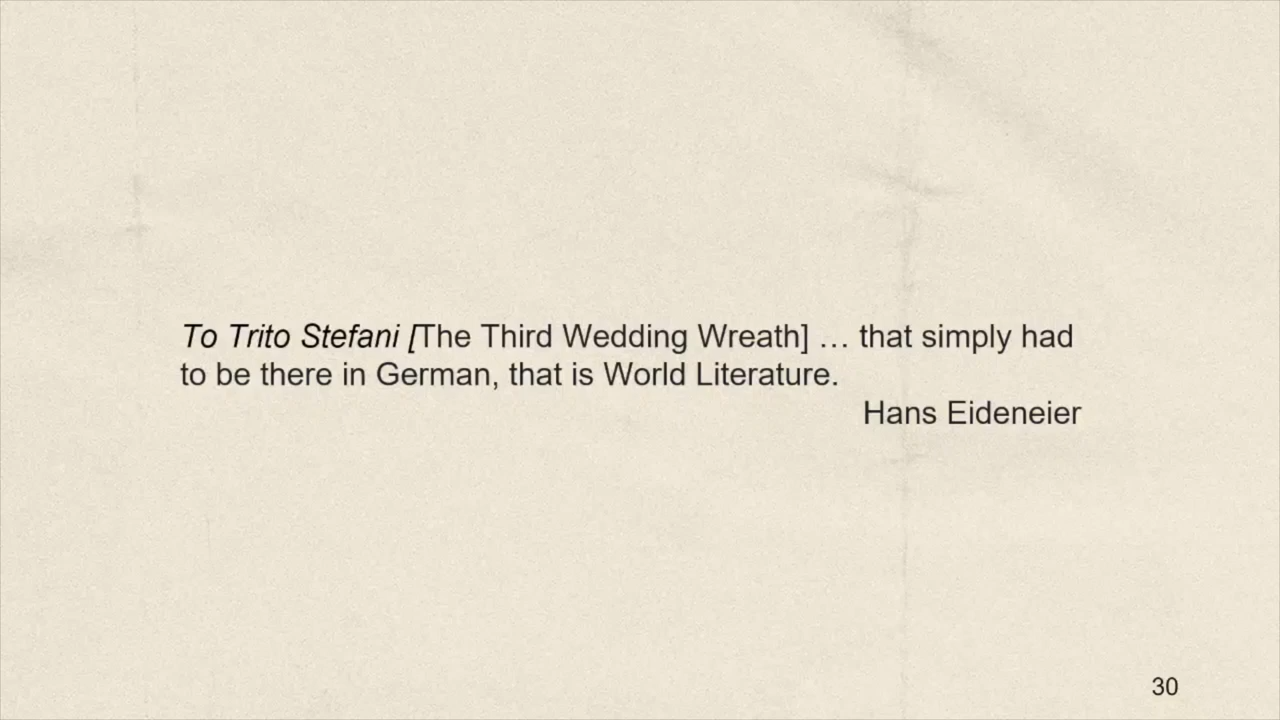 To Trito Stefani [The Third Wedding Wreath] … that simply had
to be there in German, that is World Literature.
Hans Eideneier
30